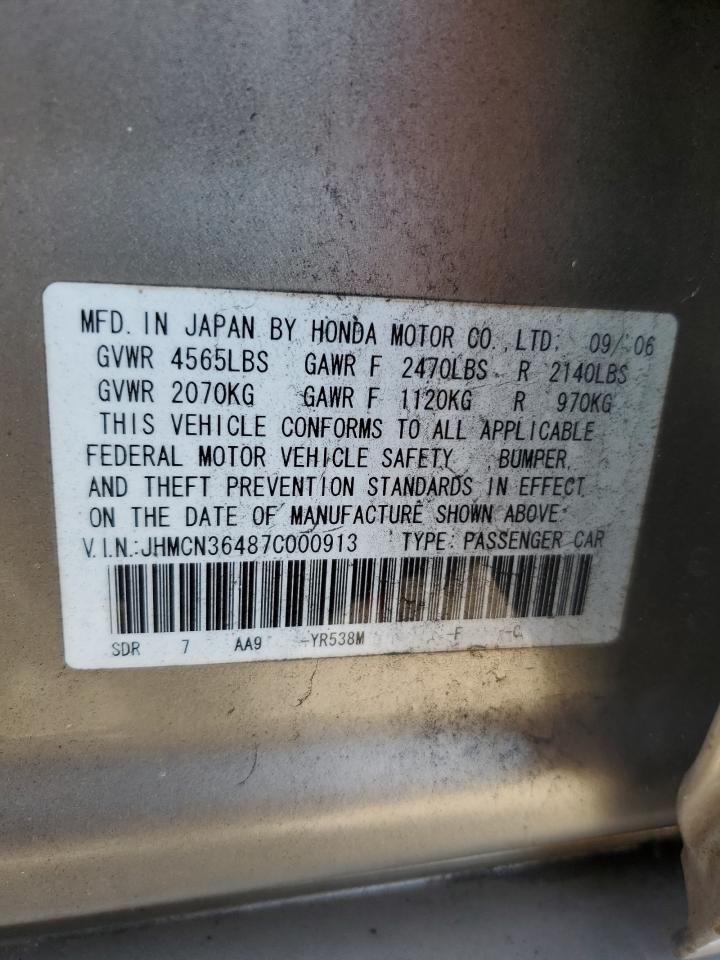 MFD. IN JAPAN BY HONDA MOTOR CO., LTD. 09/06
GVWR 4565LBS GAWR F 2470LBS R 2140LBS
GVWR 2070KG GAWR F 1120KG R 970KG
THIS VEHICLE CONFORMS TO ALL APPLICABLE
FEDERAL MOTOR VEHICLE SAFETY, BUMPER,
AND THEFT PREVENTION STANDARDS IN EFFECT
ON THE DATE OF MANUFACTURE SHOWN ABOVE.
V.I.N.:JHMCN36487C000913 TYPE: PASSENGER CAR
SDR 7 AA9 -YR538M -F -C